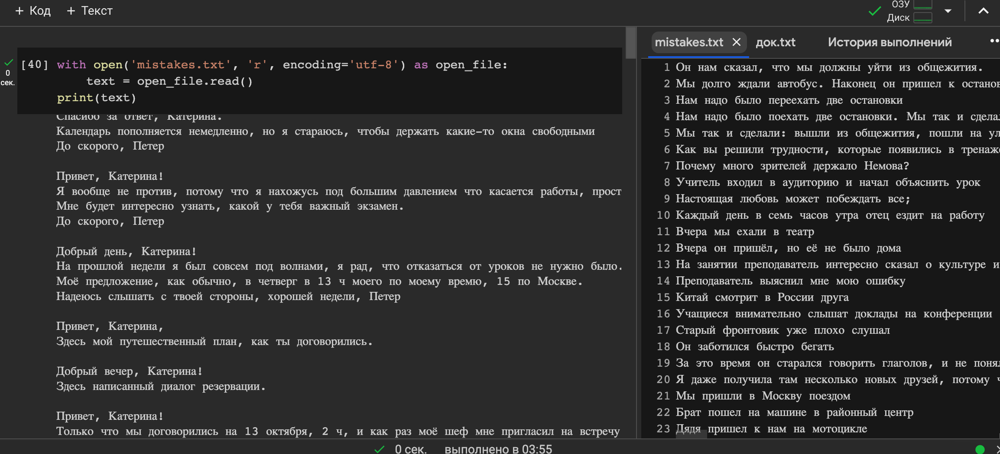 + Код + Текст
ОЗУ
Диск
[40] with open('mistakes.txt', 'r', encoding='utf-8') as open_file:
text = open_file.read()
print(text)
0
сек.
Спасибо за ответ, Катерина.
Календарь пополняется немедленно, но я стараюсь, чтобы держать какие-то окна свободными
До скорого, Петер
Привет, Катерина!
Я вообще не против, потому что я нахожусь под большим давлением что касается работы, прост
Мне будет интересно узнать, какой у тебя важный экзамен.
До скорого, Петер
Добрый день, Катерина!
На прошлой недели я был совсем под волнами, я рад, что отказаться от уроков не нужно было.
Моё предложение, как обычно, в четверг в 13 ч моего по моему времю, 15 по Москве.
Надеюсь слышать с твоей стороны, хорошей недели, Петер
Привет, Катерина,
Здесь мой путешественный план, как ты договорились.
Добрый вечер, Катерина!
Здесь написанный диалог резервации.
Привет, Катерина!
Только что мы договорились на 13 октября, 2 ч, и как раз моё шеф мне пригласил на встречу
mistakes.txt × док.txt История выполнений
1 Он нам сказал, что мы должны уйти из общежития.
2 Мы долго ждали автобус. Наконец он пришел к останов
3 Нам надо было переехать две остановки
4 Нам надо было поехать две остановки. Мы так и сдела
5 Мы так и сделали: вышли из общежития, пошли на ул
6 Как вы решили трудности, которые появились в тренаж
7 Почему много зрителей держало Немова?
8 Учитель входил в аудиторию и начал объяснить урок
9 Настоящая любовь может побеждать все;
10 Каждый день в семь часов утра отец ездит на работу
11 Вчера мы ехали в театр
12 Вчера он пришёл, но её не было дома
13 На занятии преподаватель интересно сказал о культуре и
14 Преподаватель выяснил мне мою ошибку
15 Китай смотрит в России друга
16 Учащиеся внимательно слышат доклады на конференции
17 Старый фронтовик уже плохо слушал
18 Он заботился быстро бегать
19 За это время он старался говорить глаголов, и не поня
20 Я даже получила там несколько новых друзей, потому ч
21 Мы пришли в Москву поездом
22 Брат пошел на машине в районный центр
23 Дядя пришел к нам на мотоцикле
0 сек. выполнено в 03:55